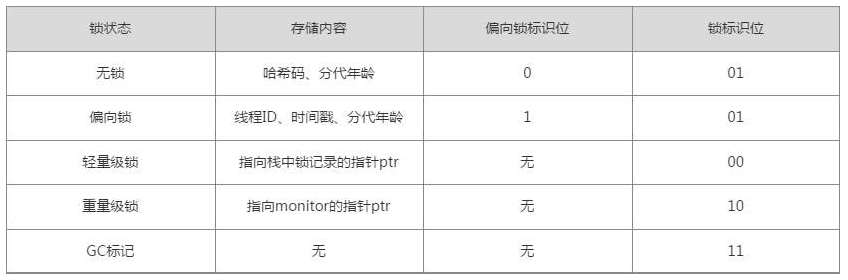 锁状态 存储内容 偏向锁标识位 锁标识位
无锁 哈希码、分代年龄 0 01
偏向锁 线程ID、时间戳、分代年龄 1 01
轻量级锁 指向栈中锁记录的指针ptr 无 00
重量级锁 指向monitor的指针ptr 无 10
GC标记 无 无 11